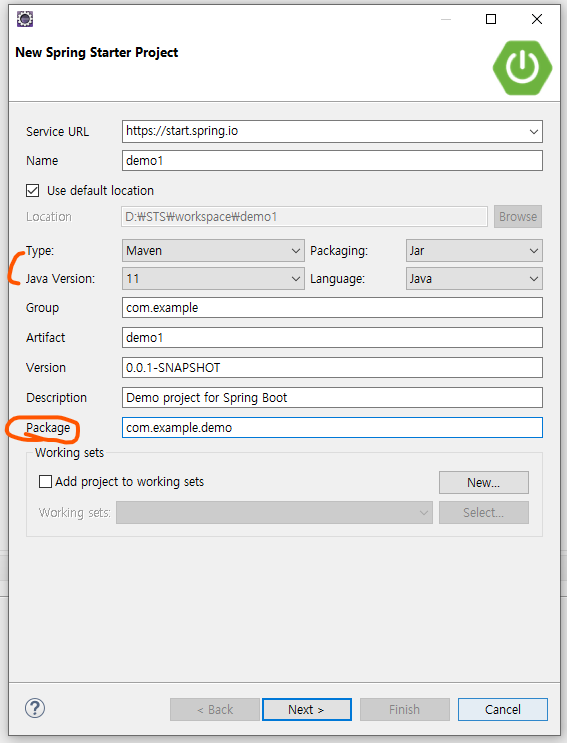 New Spring Starter Project
Service URL https://start.spring.io
Name demo1
Use default location
Location D:₩STS₩workspace₩demo1 Browse
Type: Maven Packaging: Jar
Java Version: 11 Language: Java
Group com.example
Artifact demo1
Version 0.0.1-SNAPSHOT
Description Demo project for Spring Boot
Package com.example.demo
Working sets
Add project to working sets New...
Working sets: Select...
? < Back Next > Finish Cancel